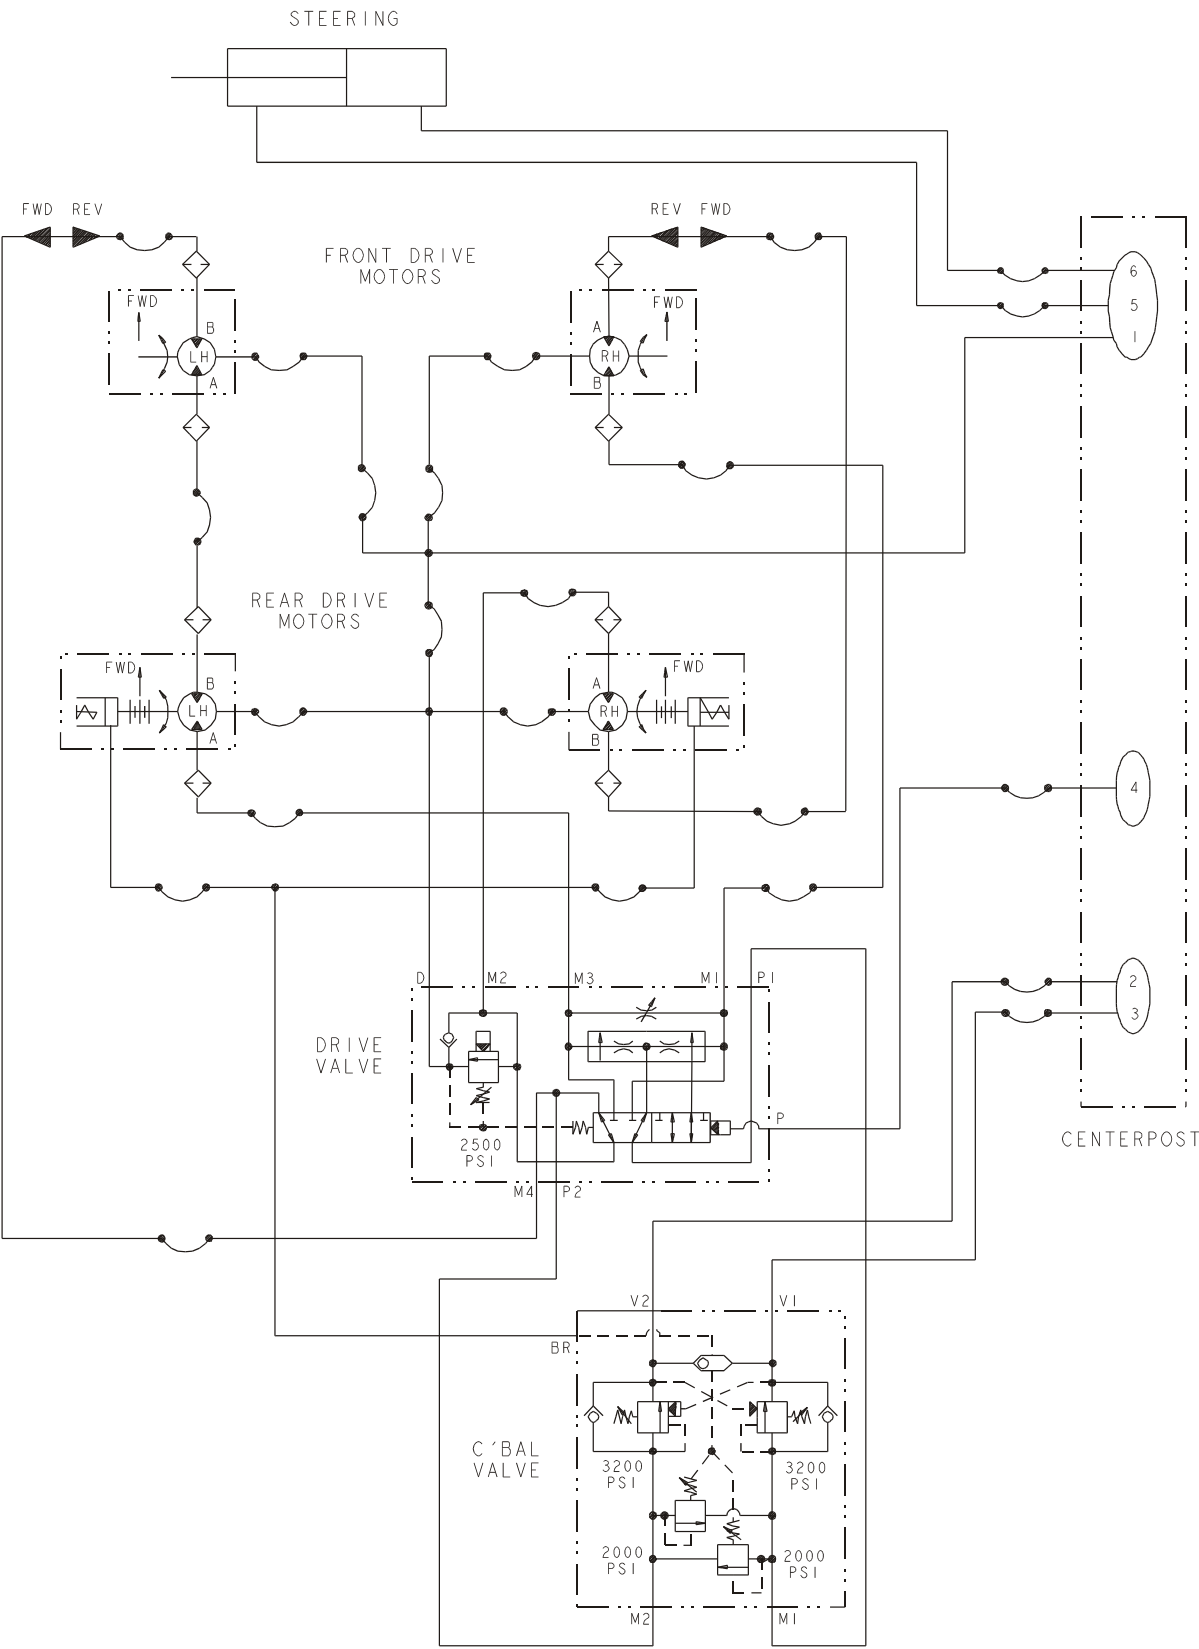 STEERING
FWD REV
REV FWD
FRONT DRIVE
MOTORS
6
5
1
FWD
B
LH
A
FWD
A
RH
B
REAR DRIVE
MOTORS
FWD
B
LH
A
FWD
A
RH
B
4
D
M2
M3
M1
P1
2
3
DRIVE
VALVE
P
2500
PSI
CENTERPOST
M4
P2
V2
V1
BR
C'BAL
VALVE
3200
PSI
3200
PSI
2000
PSI
2000
PSI
M2
M1